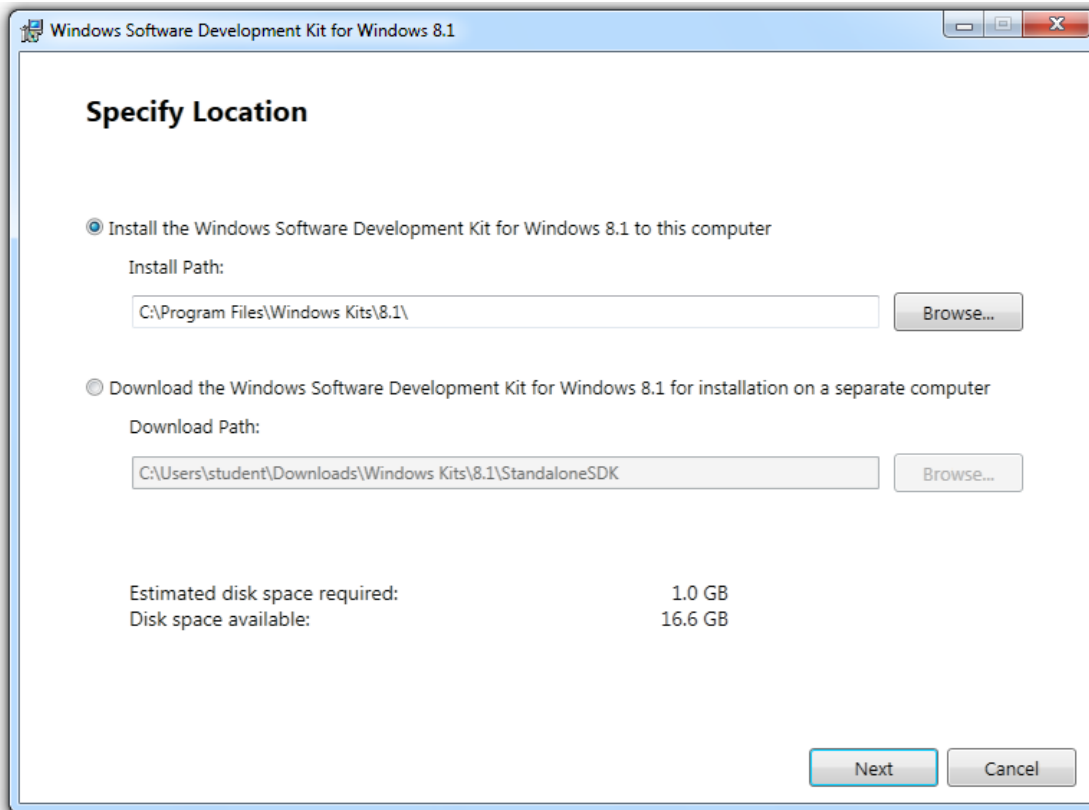 Windows Software Development Kit for Windows 8.1
Specify Location
Install the Windows Software Development Kit for Windows 8.1 to this computer
Install Path:
C:\Program Files\Windows Kits\8.1\
Browse...
Download the Windows Software Development Kit for Windows 8.1 for installation on a separate computer
Download Path:
C:\Users\student\Downloads\Windows Kits\8.1\StandaloneSDK
Browse...
Estimated disk space required: 1.0 GB
Disk space available: 16.6 GB
Next Cancel